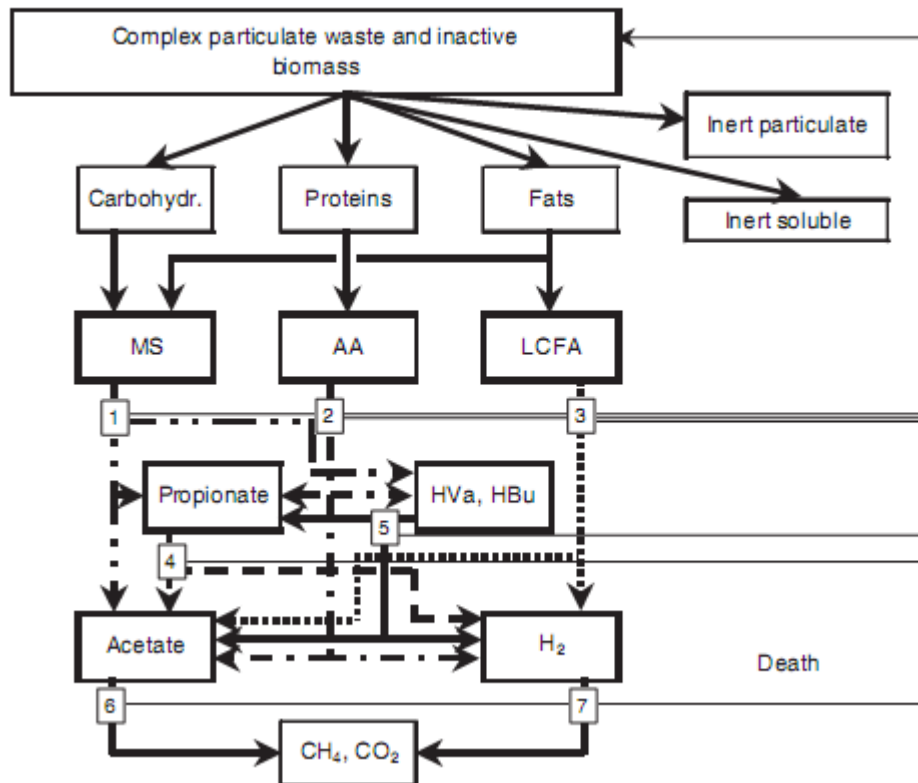 Complex particulate waste and inactive
biomass
Inert particulate
Carbohydr.
Proteins
Fats
Inert soluble
MS
AA
LCFA
1
2
3
Propionate
HVa, HBu
5
4
Acetate
H₂
Death
6
7
CH₄, CO₂